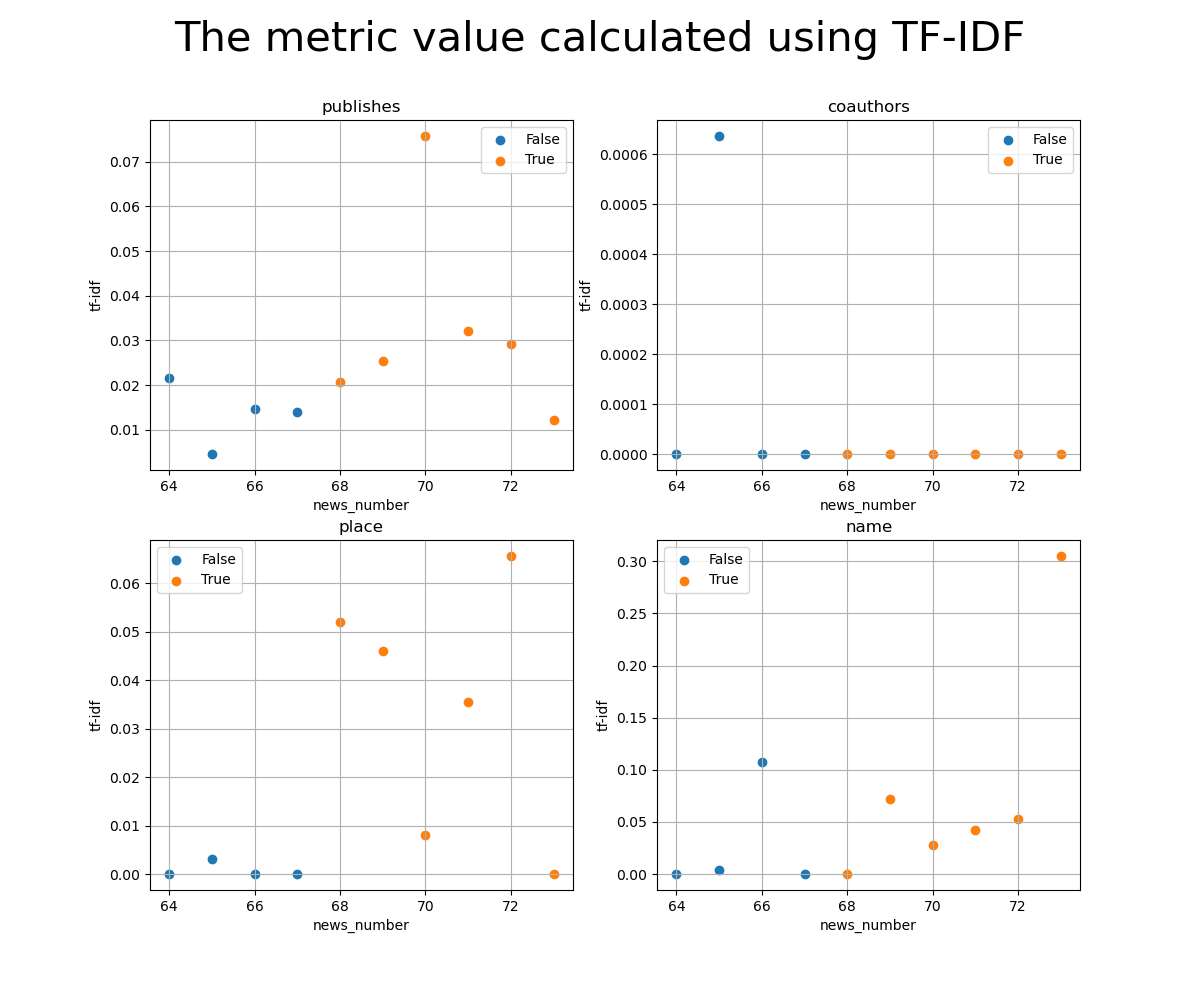 The metric value calculated using TF-IDF
publishes
False
True
0.07
0.06
0.05
0.04
0.03
0.02
0.01
tf-idf
64 66 68 70 72
news_number
coauthors
False
True
0.0006
0.0005
0.0004
0.0003
0.0002
0.0001
0.0000
tf-idf
64 66 68 70 72
news_number
place
False
True
0.06
0.05
0.04
0.03
0.02
0.01
0.00
tf-idf
64 66 68 70 72
news_number
name
False
True
0.30
0.25
0.20
0.15
0.10
0.05
0.00
tf-idf
64 66 68 70 72
news_number